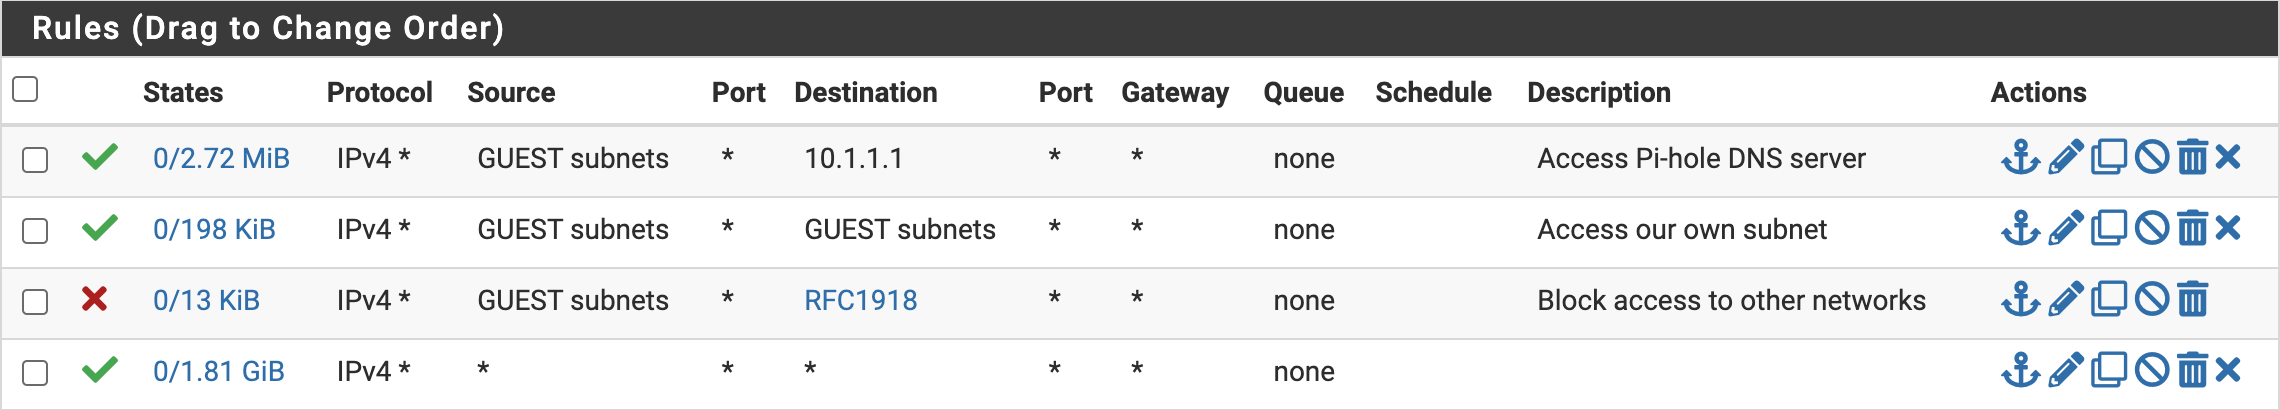 Rules (Drag to Change Order)
States Protocol Source Port Destination Port Gateway Queue Schedule Description Actions
0/2.72 MiB IPv4 * GUEST subnets * 10.1.1.1 * * none Access Pi-hole DNS server
0/198 KiB IPv4 * GUEST subnets * GUEST subnets * * none Access our own subnet
0/13 KiB IPv4 * GUEST subnets * RFC1918 * * none Block access to other networks
0/1.81 GiB IPv4 * * * * * * none